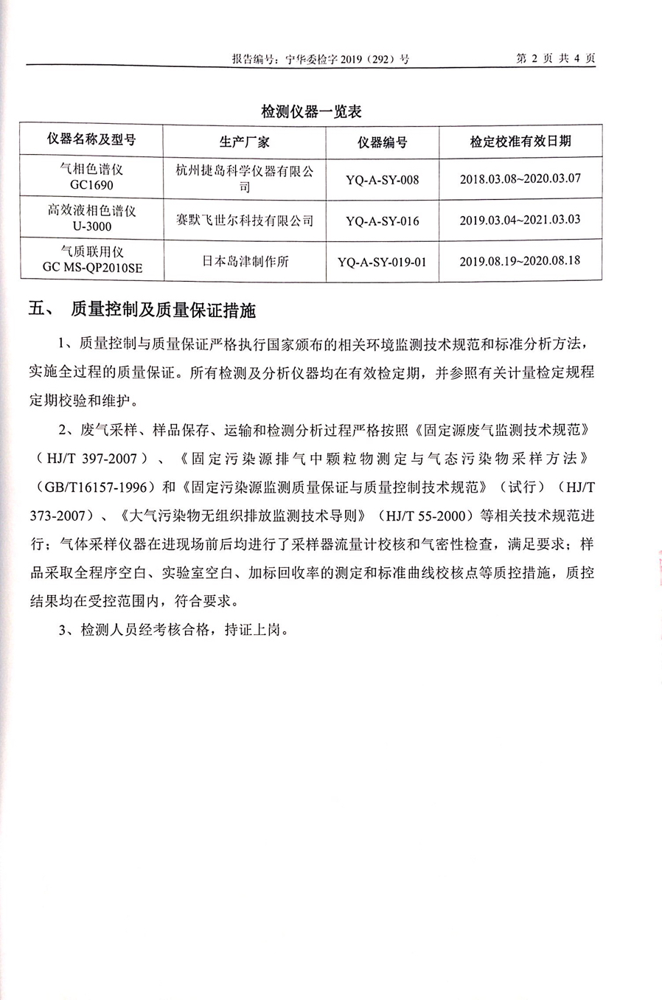 报告编号：宁华委检字 2019（292）号
第 2 页 共 4 页
检测仪器一览表
仪器名称及型号 生产厂家 仪器编号 检定校准有效日期
气相色谱仪
GC1690
杭州捷岛科学仪器有限公
司
YQ-A-SY-008
2018.03.08~2020.03.07
高效液相色谱仪
U-3000
赛默飞世尔科技有限公司
YQ-A-SY-016
2019.03.04~2021.03.03
气质联用仪
GC MS-QP2010SE
日本岛津制作所
YQ-A-SY-019-01
2019.08.19~2020.08.18
五、 质量控制及质量保证措施
1、质量控制与质量保证严格执行国家颁布的相关环境监测技术规范和标准分析方法，
实施全过程的质量保证。所有检测及分析仪器均在有效检定期，并参照有关计量检定规程
定期校验和维护。
2、废气采样、样品保存、运输和检测分析过程严格按照《固定源废气监测技术规范》
（HJ/T 397-2007）、《固定污染源排气中颗粒物测定与气态污染物采样方法》
（GB/T16157-1996）和《固定污染源监测质量保证与质量控制技术规范》（试行）（HJ/T
373-2007）、《大气污染物无组织排放监测技术导则》（HJ/T 55-2000）等相关技术规范进
行；气体采样仪器在进现场前后均进行了采样器流量计校核和气密性检查，满足要求；样
品采取全程序空白、实验室空白、加标回收率的测定和标准曲线校核点等质控措施，质控
结果均在受控范围内，符合要求。
3、检测人员经考核合格，持证上岗。